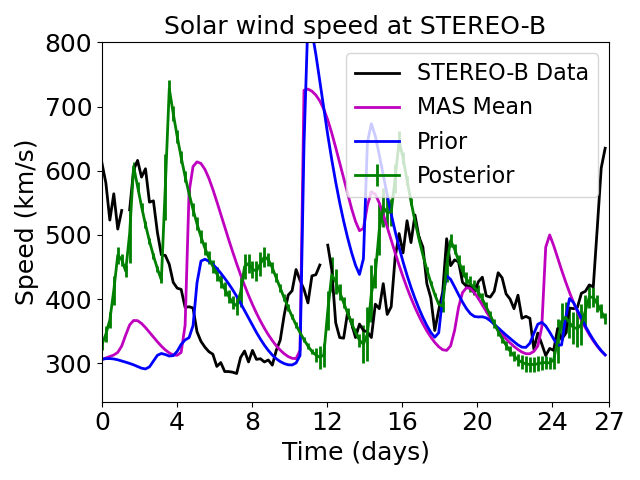 Solar wind speed at STEREO-B
800
700
600
500
400
300
Speed (km/s)
STEREO-B Data
MAS Mean
Prior
Posterior
0 4 8 12 16 20 24 27
Time (days)